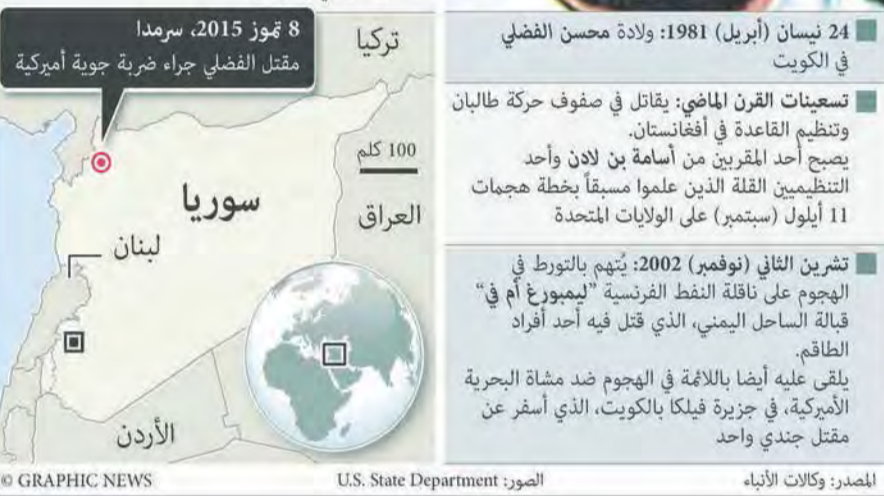 24 نيسان (أبريل) 1981: ولادة محسن الفضلي
في الكويت
تسعينات القرن الماضي: يقاتل في صفوف حركة طالبان
وتنظيم القاعدة في أفغانستان.
يصبح أحد المقربين من أسامة بن لادن وأحد
التنظيميين القلة الذين علموا مسبقاً بخطة هجمات
11 أيلول (سبتمبر) على الولايات المتحدة
تشرين الثاني (نوفمبر) 2002: يُتهم بالتورط في
الهجوم على ناقلة النفط الفرنسية "ليمبورغ أم في"
قبالة الساحل اليمني، الذي قتل فيه أحد أفراد
الطاقم.
يلقى عليه أيضا باللائمة في الهجوم ضد مشاة البحرية
الأميركية، في جزيرة فيلكا بالكويت، الذي أسفر عن
مقتل جندي واحد
8 تموز 2015، سرمدا
مقتل الفضلي جراء ضربة جوية أميركية
تركيا
100 كلم
سوريا
العراق
لبنان
الأردن
المصدر: وكالات الأنباء
الصور: U.S. State Department
© GRAPHIC NEWS